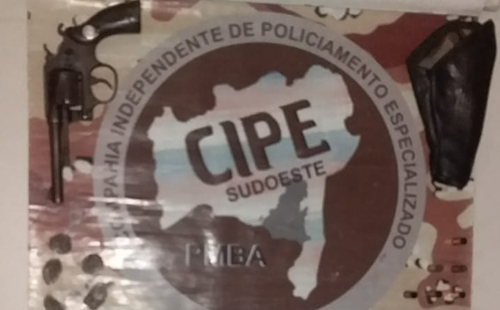 COMPANHIA INDEPENDENTE DE POLICIAMENTO ESPECIALIZADO
CIPE
SUDOESTE
PMBA